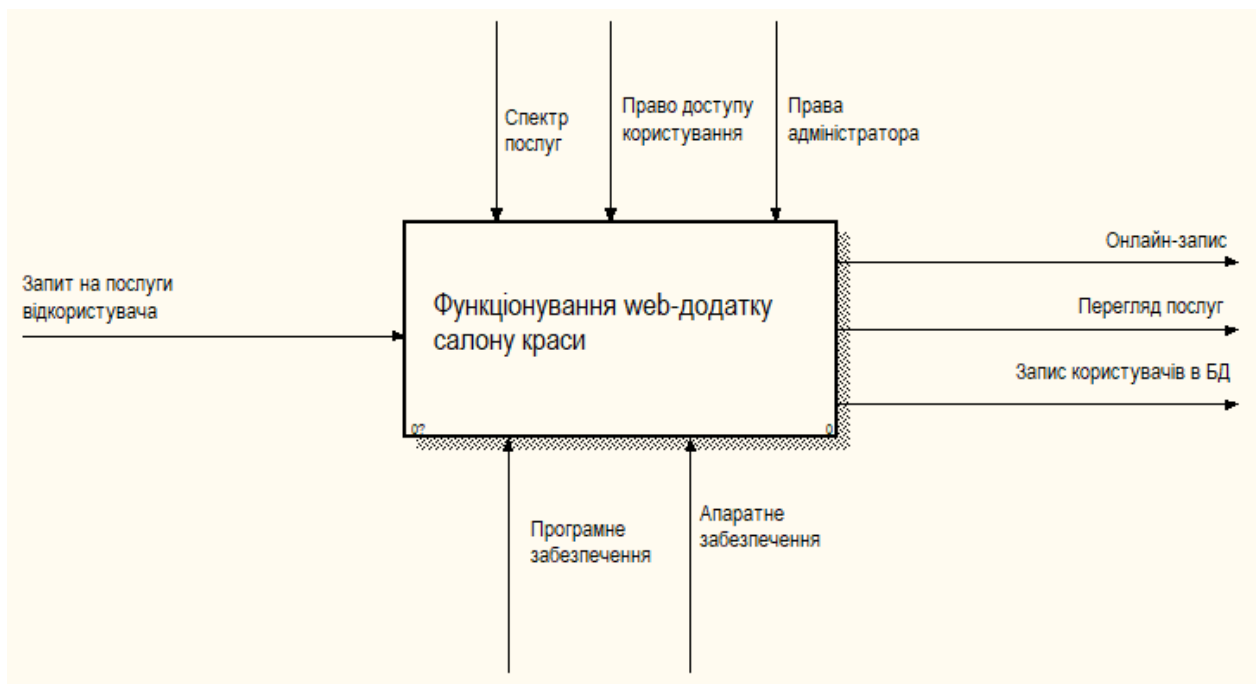 Спектр
послуг
Право доступу
користування
Права
адміністратора
Запит на послуги
відкористувача
Функціонування web-додатку
салону краси
0?
0
Онлайн-запис
Перегляд послуг
Запис користувачів в БД
Програмне
забезпечення
Апаратне
забезпечення